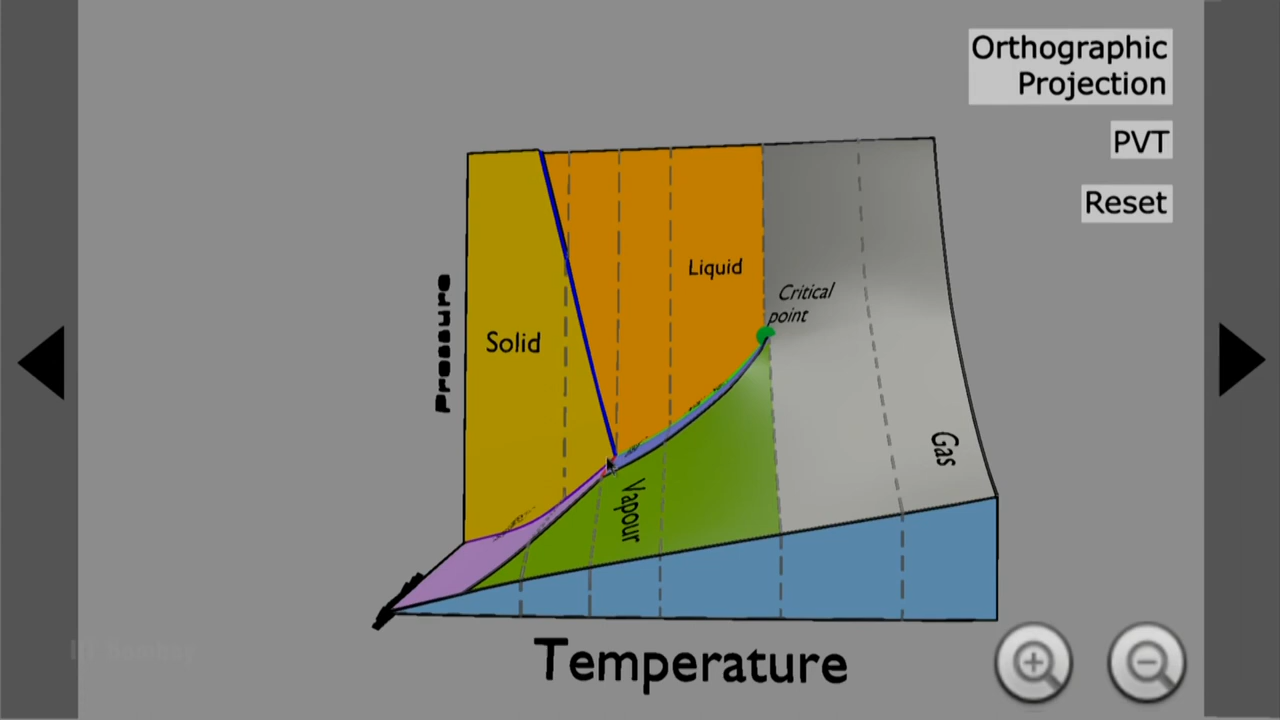 Orthographic
Projection
PVT
Reset
Pressure
Solid
Liquid
Critical
point
Vapour
Gas
Temperature